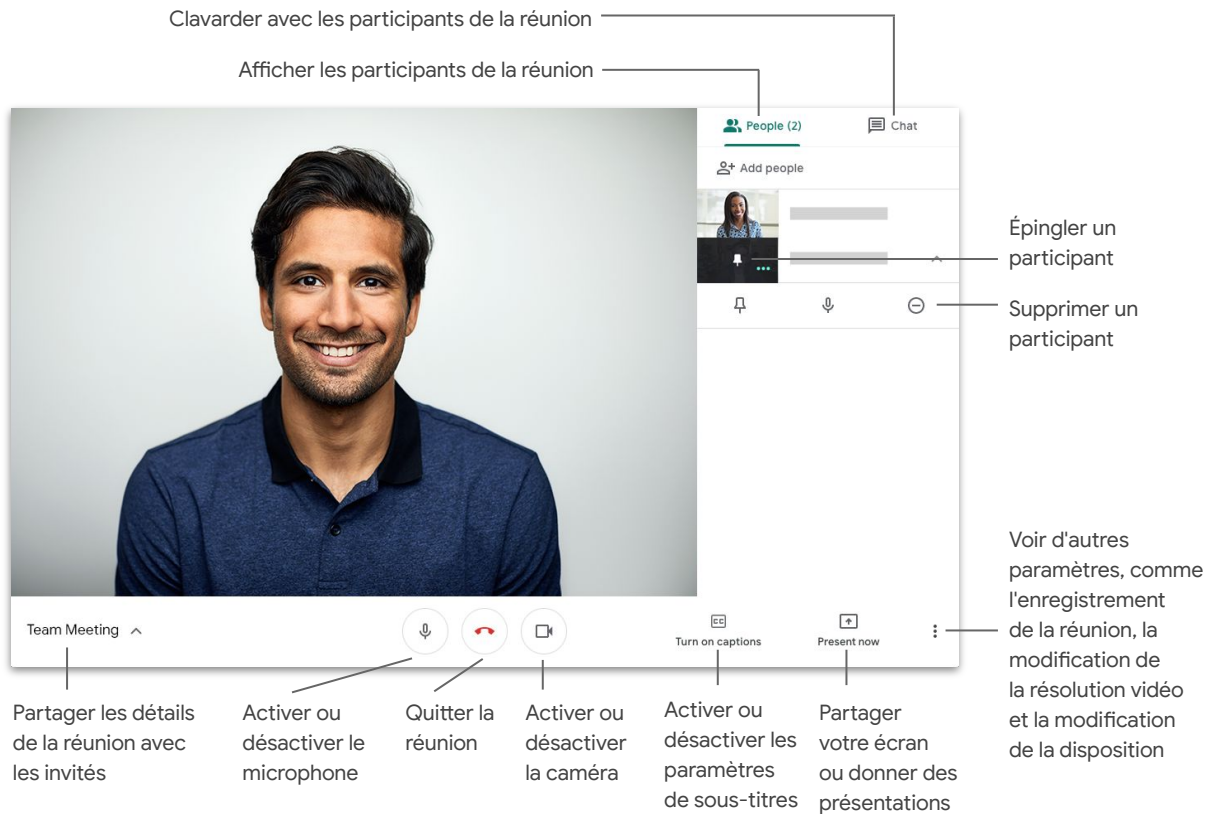 Clavarder avec les participants de la réunion
Afficher les participants de la réunion
People (2)
Chat
Add people
Épingler un
participant
Supprimer un
participant
Voir d'autres
paramètres, comme
l'enregistrement
de la réunion, la
modification de
la résolution vidéo
et la modification
de la disposition
Team Meeting
CC
Turn on captions
Present now
Partager les détails
de la réunion avec
les invités
Activer ou
désactiver le
microphone
Quitter la
réunion
Activer ou
désactiver
la caméra
Activer ou
désactiver les
paramètres
de sous-titres
Partager
votre écran
ou donner des
présentations